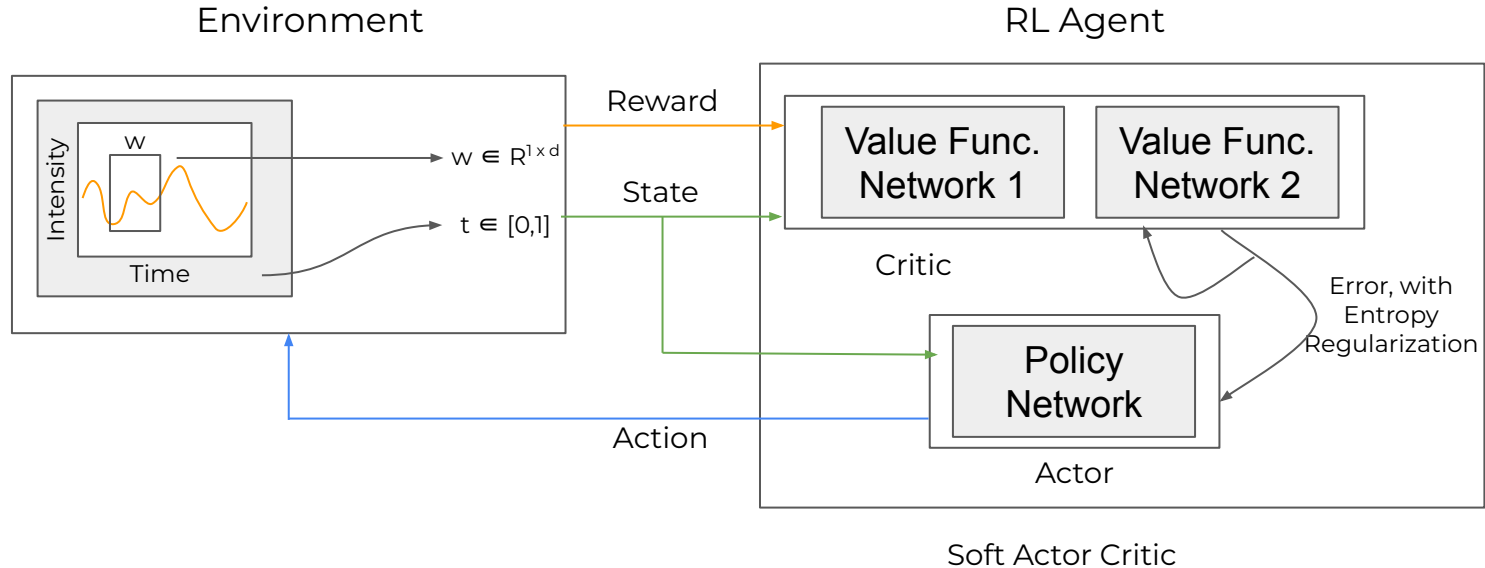 Environment
RL Agent
Intensity
w
Time
w ∈ R^{1 x d}
t ∈ [0,1]
Reward
State
Action
Value Func.
Network 1
Value Func.
Network 2
Critic
Error, with
Entropy
Regularization
Policy
Network
Actor
Soft Actor Critic